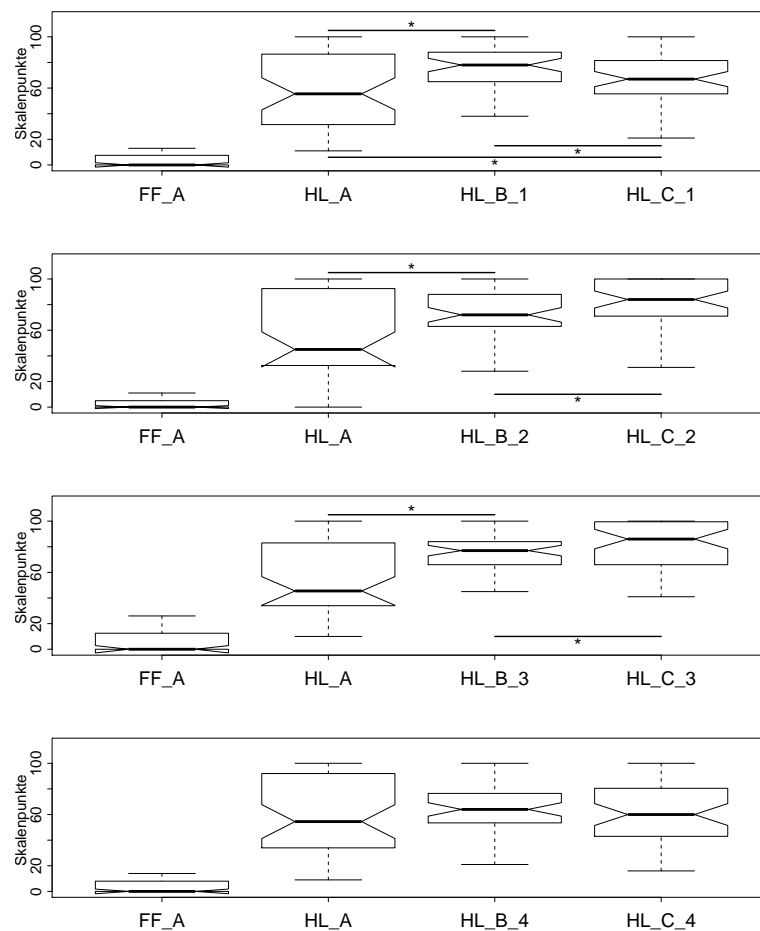 Skalenpunkte
100
60
20
0
*
*
*
FF_A HL_A HL_B_1 HL_C_1
Skalenpunkte
100
60
20
0
*
*
FF_A HL_A HL_B_2 HL_C_2
Skalenpunkte
100
60
20
0
*
*
FF_A HL_A HL_B_3 HL_C_3
Skalenpunkte
100
60
20
0
FF_A HL_A HL_B_4 HL_C_4